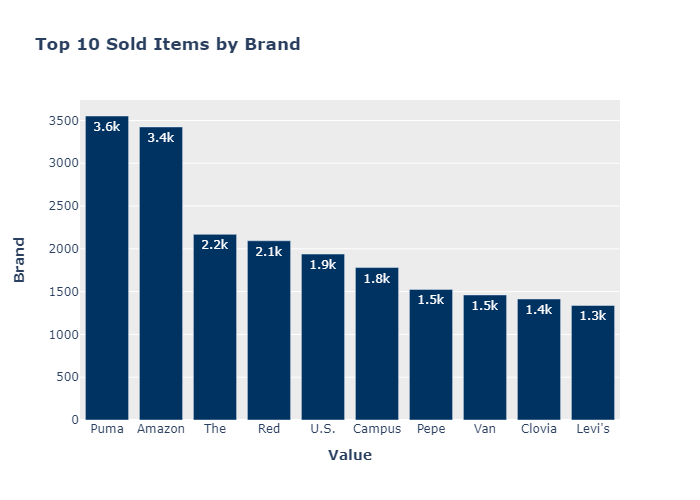 Top 10 Sold Items by Brand
3500
3000
2500
2000
1500
1000
500
0
Brand
3.6k
3.4k
2.2k
2.1k
1.9k
1.8k
1.5k
1.5k
1.4k
1.3k
Puma Amazon The Red U.S. Campus Pepe Van Clovia Levi's
Value